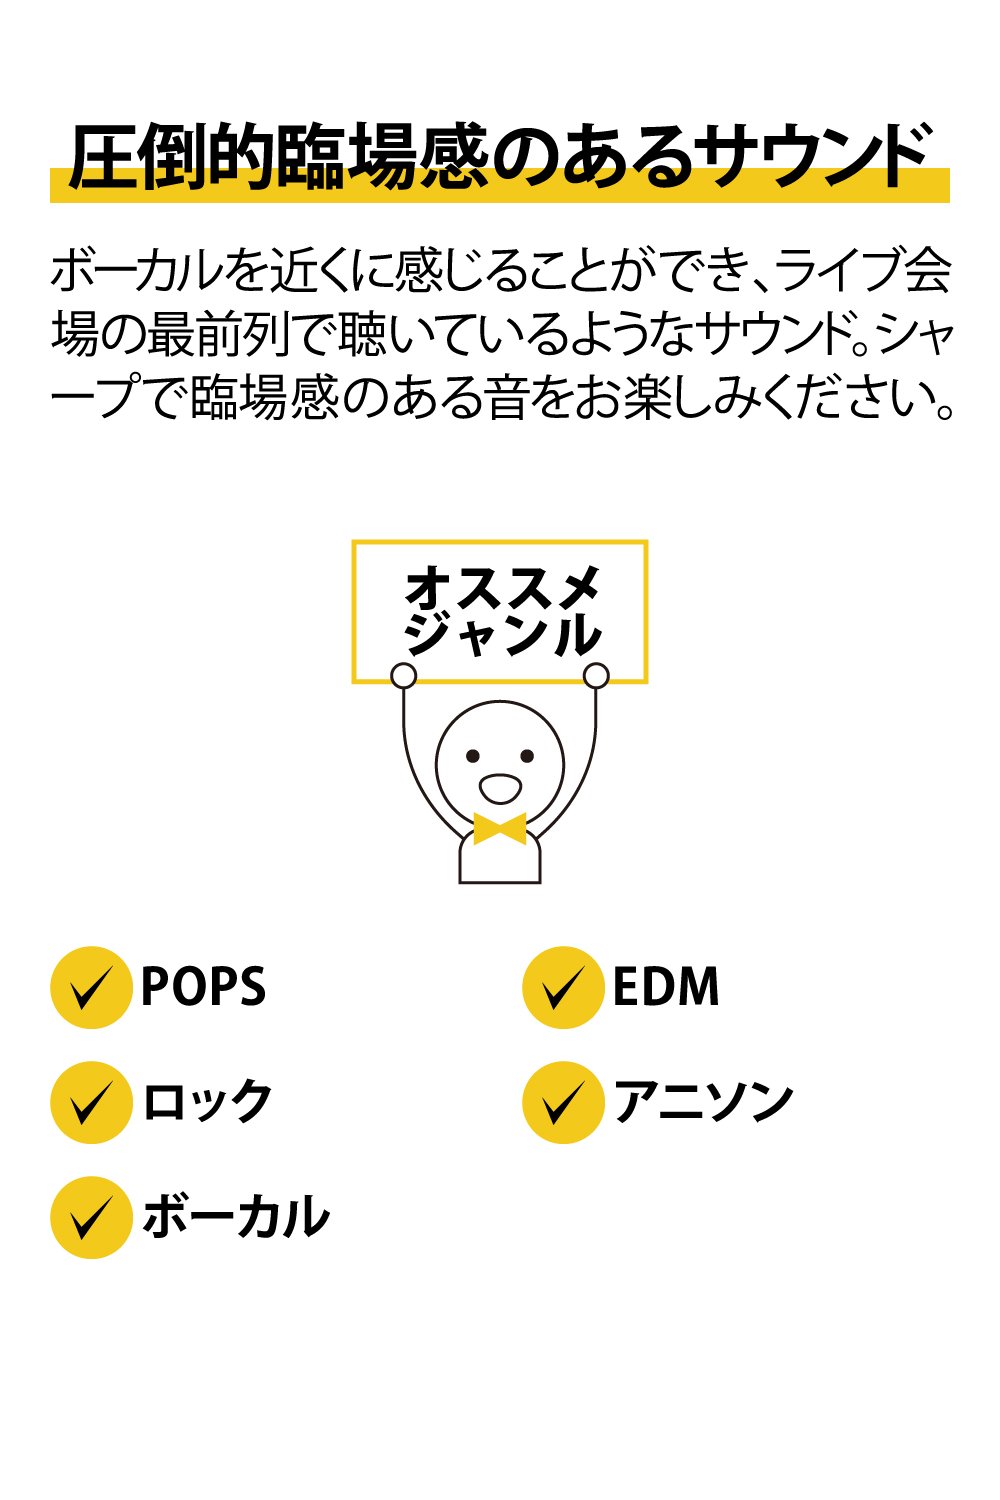 圧倒的臨場感のあるサウンド
ボーカルを近くに感じることができ、ライブ会
場の最前列で聴いているようなサウンド。シャ
ープで臨場感のある音をお楽しみください。
オススメ
ジャンル
POPS
EDM
ロック
アニソン
ボーカル